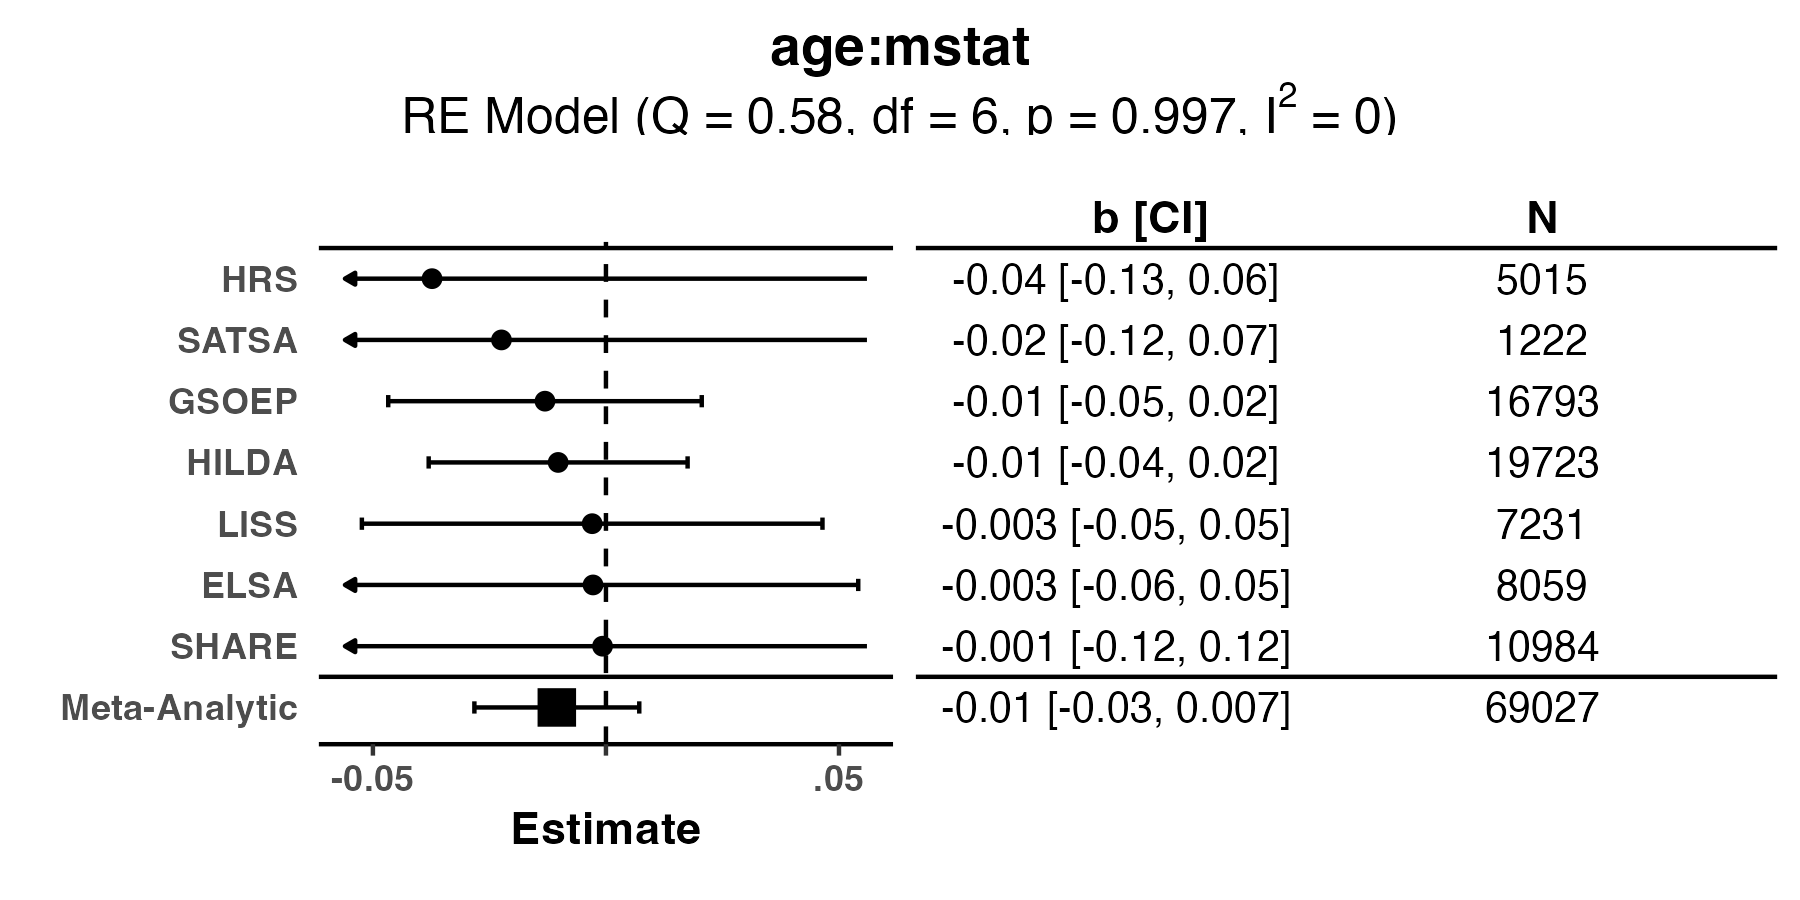 age:mstat
RE Model (Q = 0.58, df = 6, p = 0.997, I² = 0)
b [CI] N
HRS -0.04 [-0.13, 0.06] 5015
SATSA -0.02 [-0.12, 0.07] 1222
GSOEP -0.01 [-0.05, 0.02] 16793
HILDA -0.01 [-0.04, 0.02] 19723
LISS -0.003 [-0.05, 0.05] 7231
ELSA -0.003 [-0.06, 0.05] 8059
SHARE -0.001 [-0.12, 0.12] 10984
Meta-Analytic -0.01 [-0.03, 0.007] 69027
-0.05 .05
Estimate